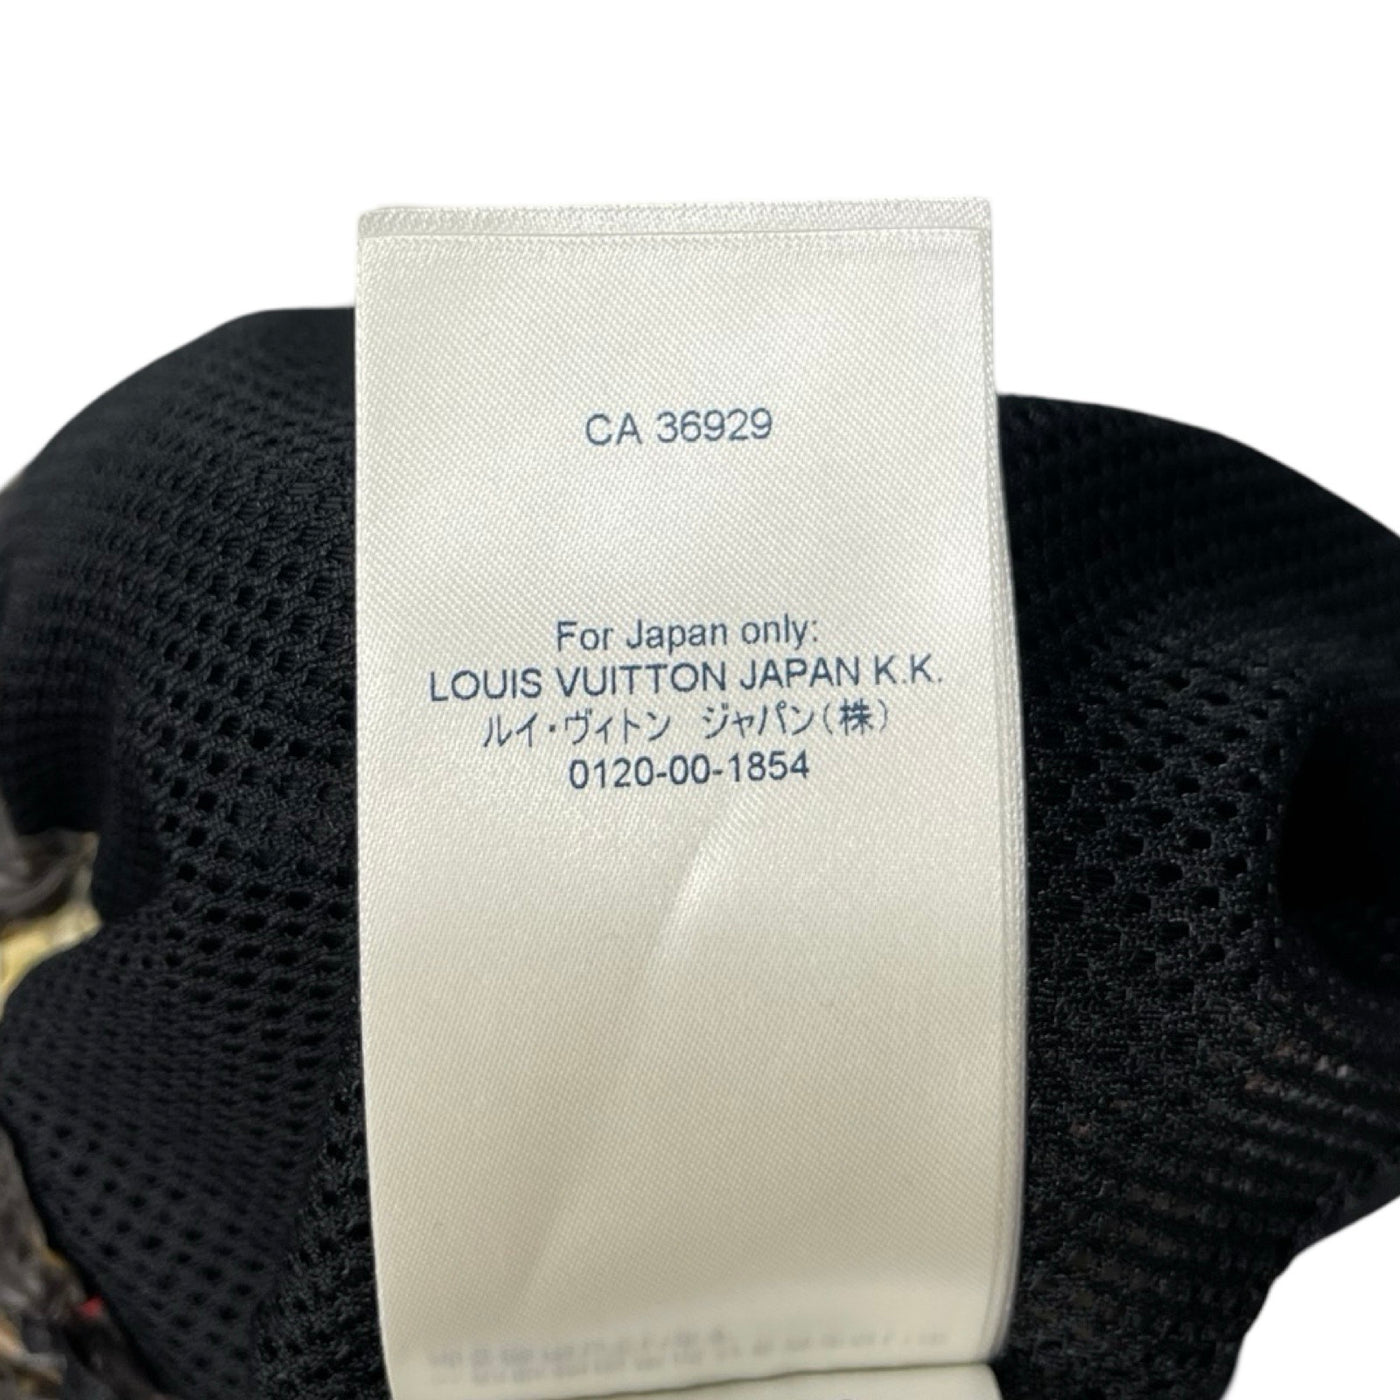 CA 36929
For Japan only:
LOUIS VUITTON JAPAN K.K.
ルイ・ヴィトン　ジャパン（株）
0120-00-1854